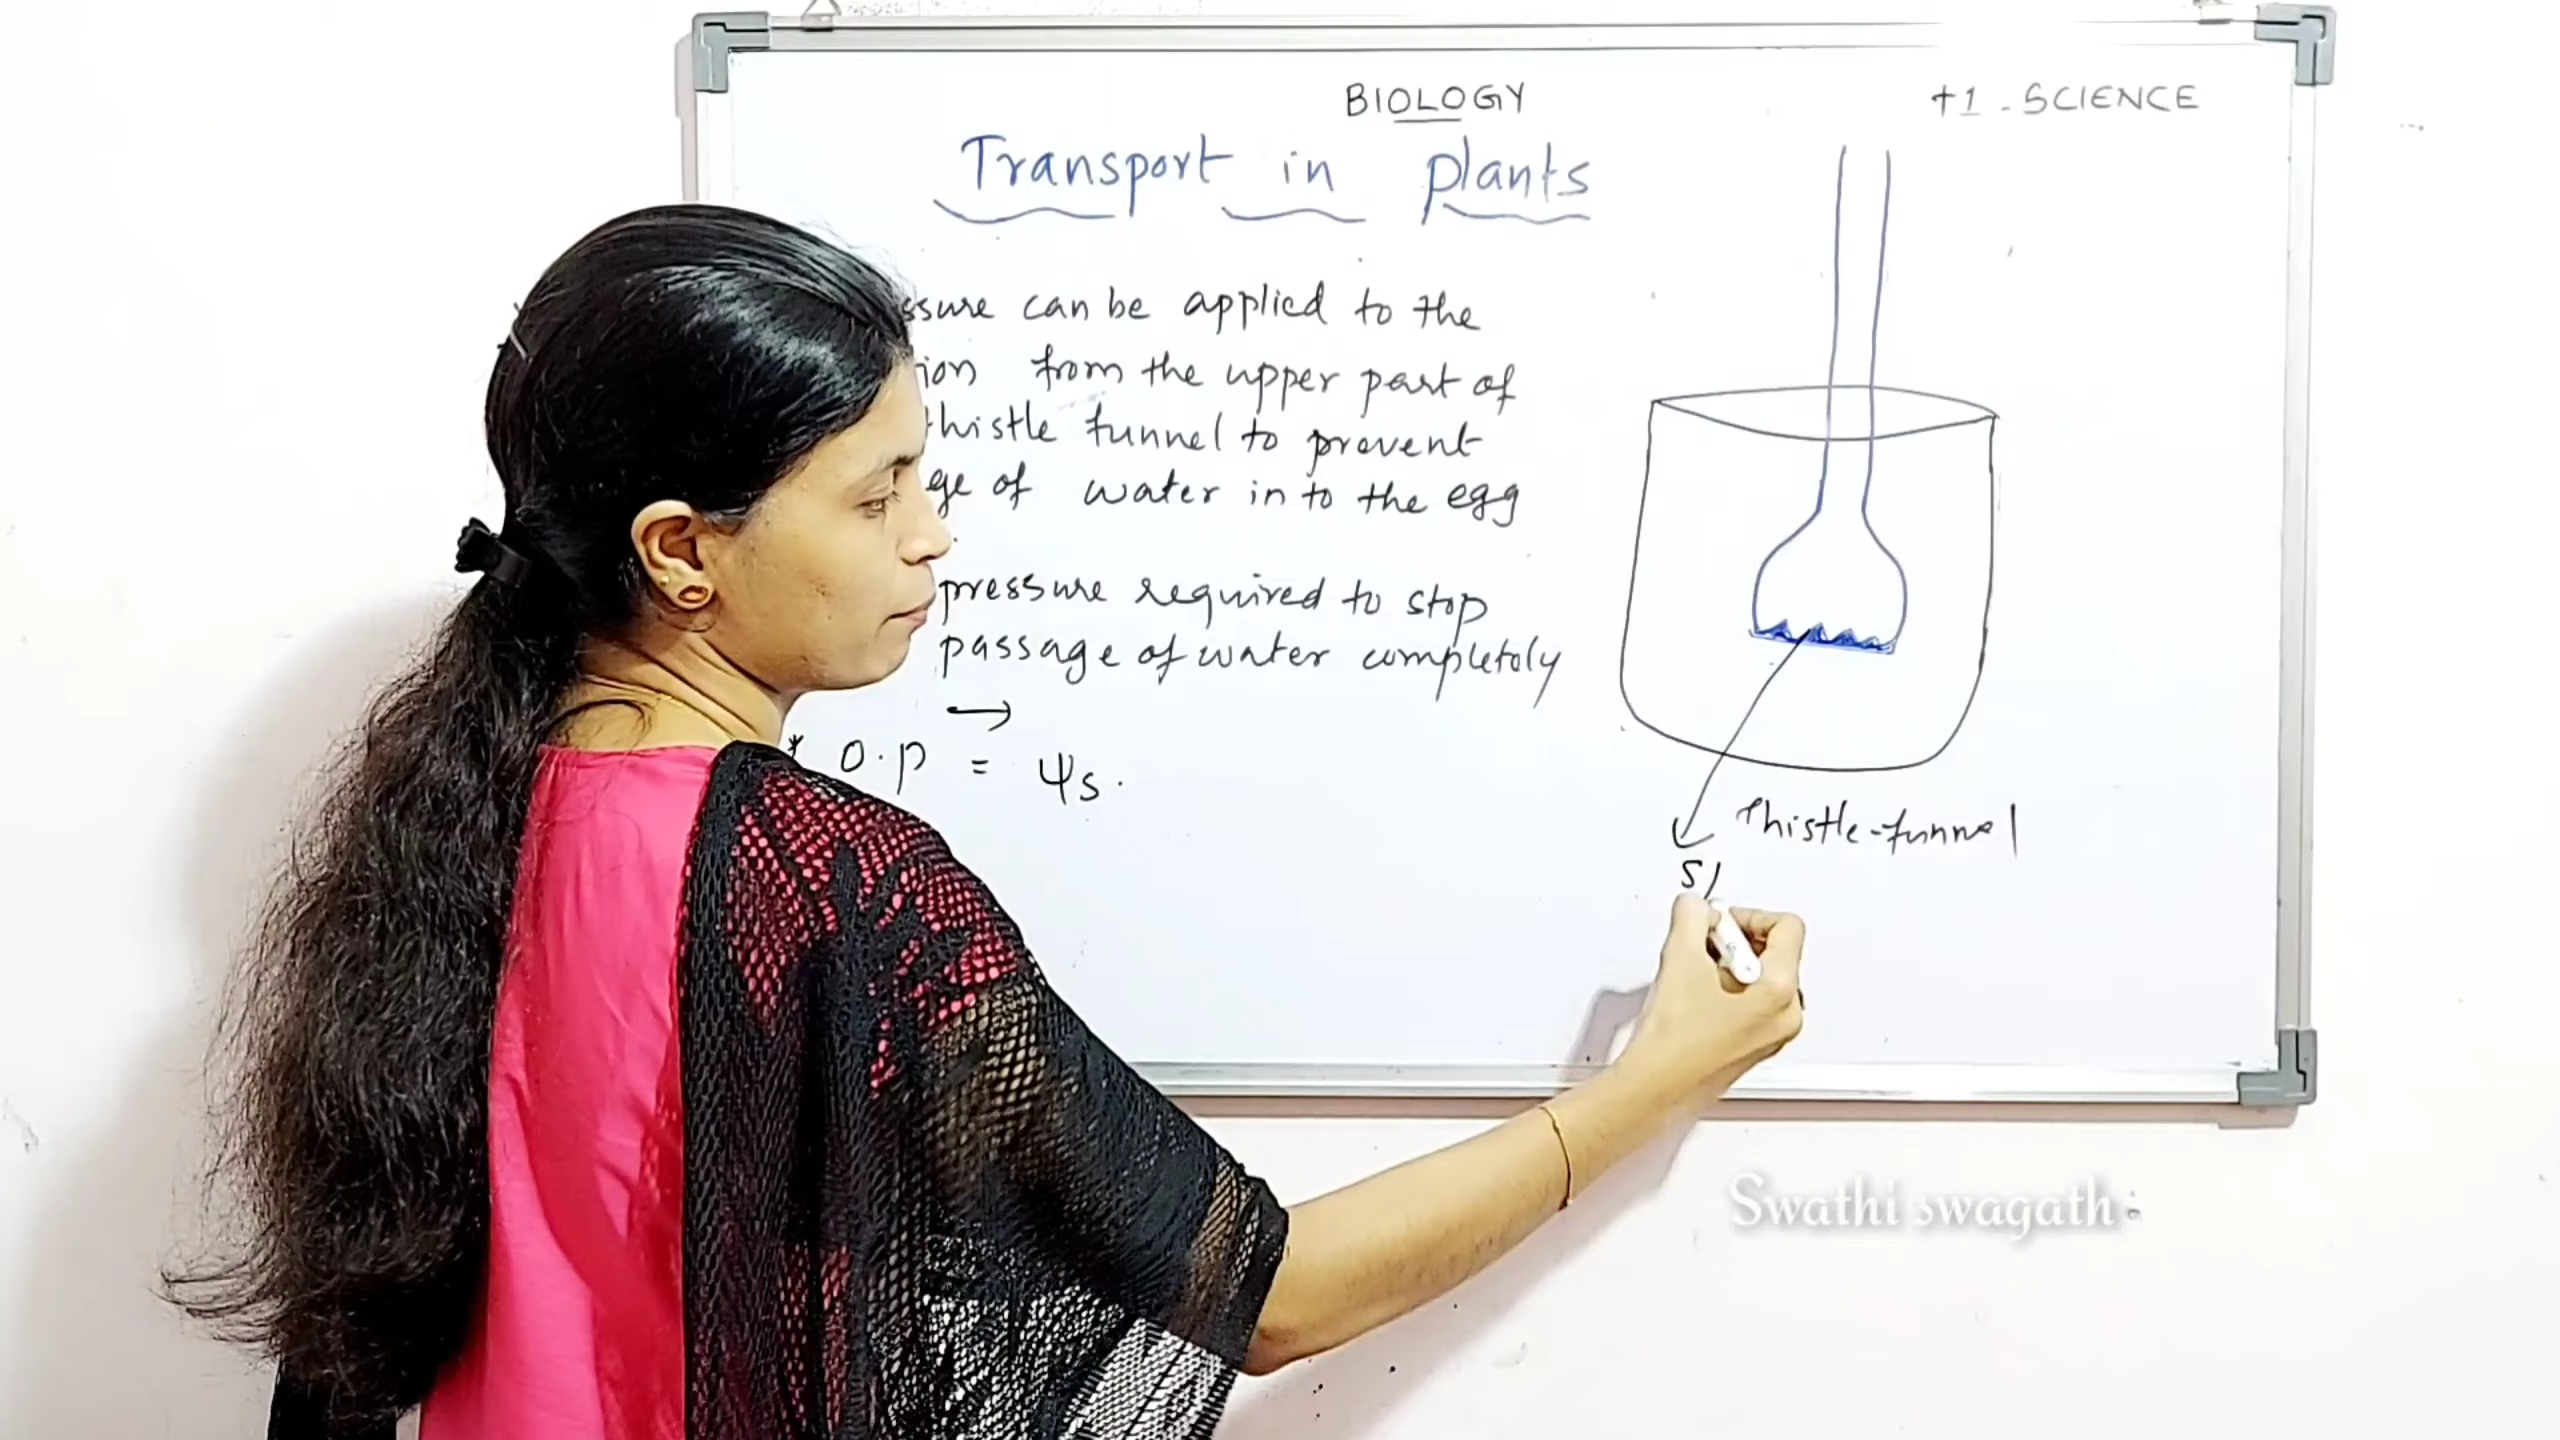 BIOLOGY
+1 - SCIENCE
Transport in plants
ssure can be applied to the
ion from the upper part of
thistle funnel to prevent
ge of water in to the egg
pressure required to stop
passage of water completely
→
* O.P = Ψs.
Thistle-funnel
S
Swathi swagath